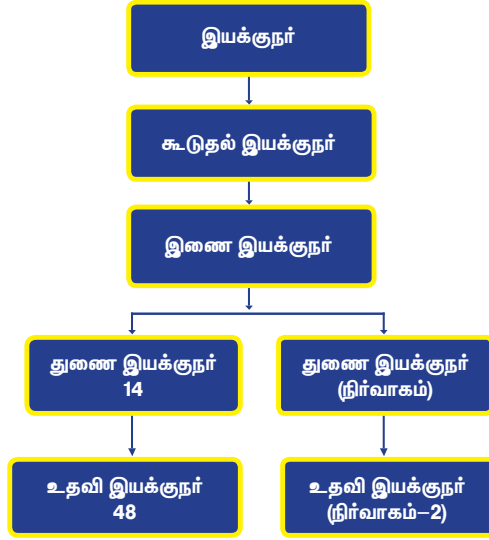 இயக்குநர்
கூடுதல் இயக்குநர்
இணை இயக்குநர்
துணை இயக்குநர்
14
துணை இயக்குநர்
(நிர்வாகம்)
உதவி இயக்குநர்
48
உதவி இயக்குநர்
(நிர்வாகம்–2)